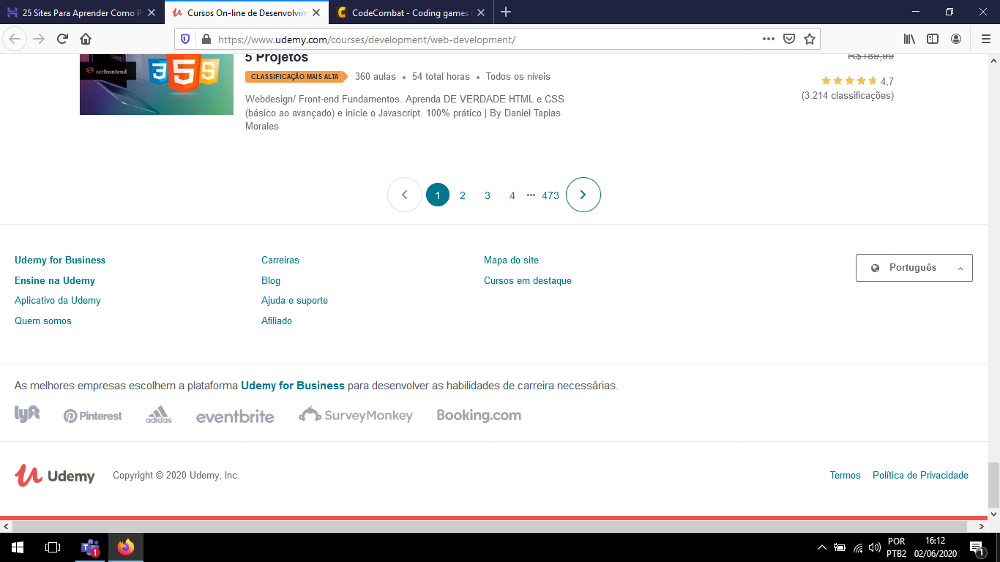 25 Sites Para Aprender Como P
Cursos On-line de Desenvolvim
CodeCombat - Coding games t
https://www.udemy.com/courses/development/web-development/
serfrontend
5 Projetos
R$189,99
CLASSIFICAÇÃO MAIS ALTA 360 aulas • 54 total horas • Todos os níveis
4,7
(3.214 classificações)
Webdesign/ Front-end Fundamentos. Aprenda DE VERDADE HTML e CSS
(básico ao avançado) e inicie o Javascript. 100% prático | By Daniel Tapias
Morales
1 2 3 4 ... 473
Udemy for Business
Ensine na Udemy
Aplicativo da Udemy
Quem somos
Carreiras
Blog
Ajuda e suporte
Afiliado
Mapa do site
Cursos em destaque
Português
As melhores empresas escolhem a plataforma Udemy for Business para desenvolver as habilidades de carreira necessárias.
lyft Pinterest adidas eventbrite SurveyMonkey Booking.com
Udemy Copyright © 2020 Udemy, Inc. Termos Política de Privacidade
1
POR
PTB2
16:12
02/06/2020
1